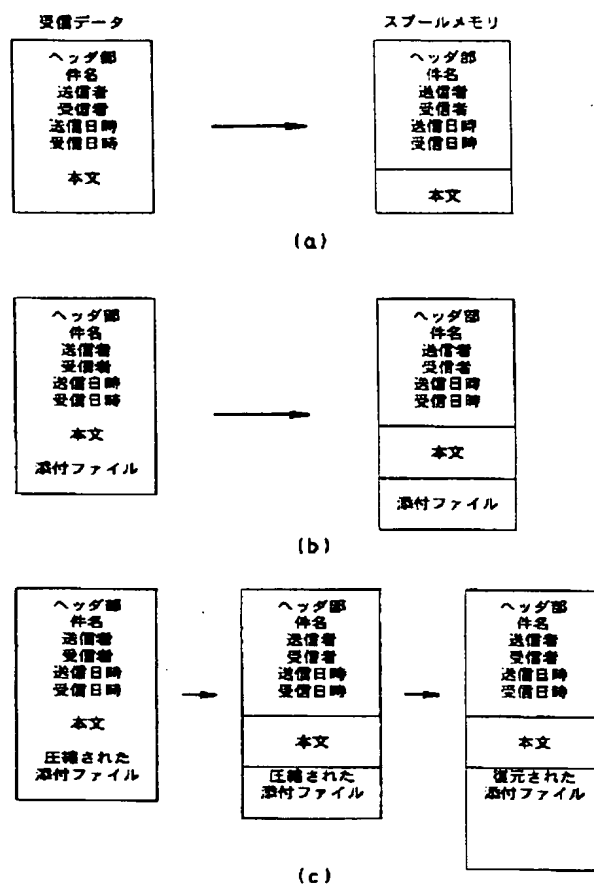 受信データ
ヘッダ部
件名
送信者
受信者
送信日時
受信日時
本文
スプールメモリ
ヘッダ部
件名
送信者
受信者
送信日時
受信日時
本文
(a)
ヘッダ部
件名
送信者
受信者
送信日時
受信日時
本文
添付ファイル
ヘッダ部
件名
送信者
受信者
送信日時
受信日時
本文
添付ファイル
(b)
ヘッダ部
件名
送信者
受信者
送信日時
受信日時
本文
圧縮された
添付ファイル
ヘッダ部
件名
送信者
受信者
送信日時
受信日時
本文
圧縮された
添付ファイル
ヘッダ部
件名
送信者
受信者
送信日時
受信日時
本文
復元された
添付ファイル
(c)